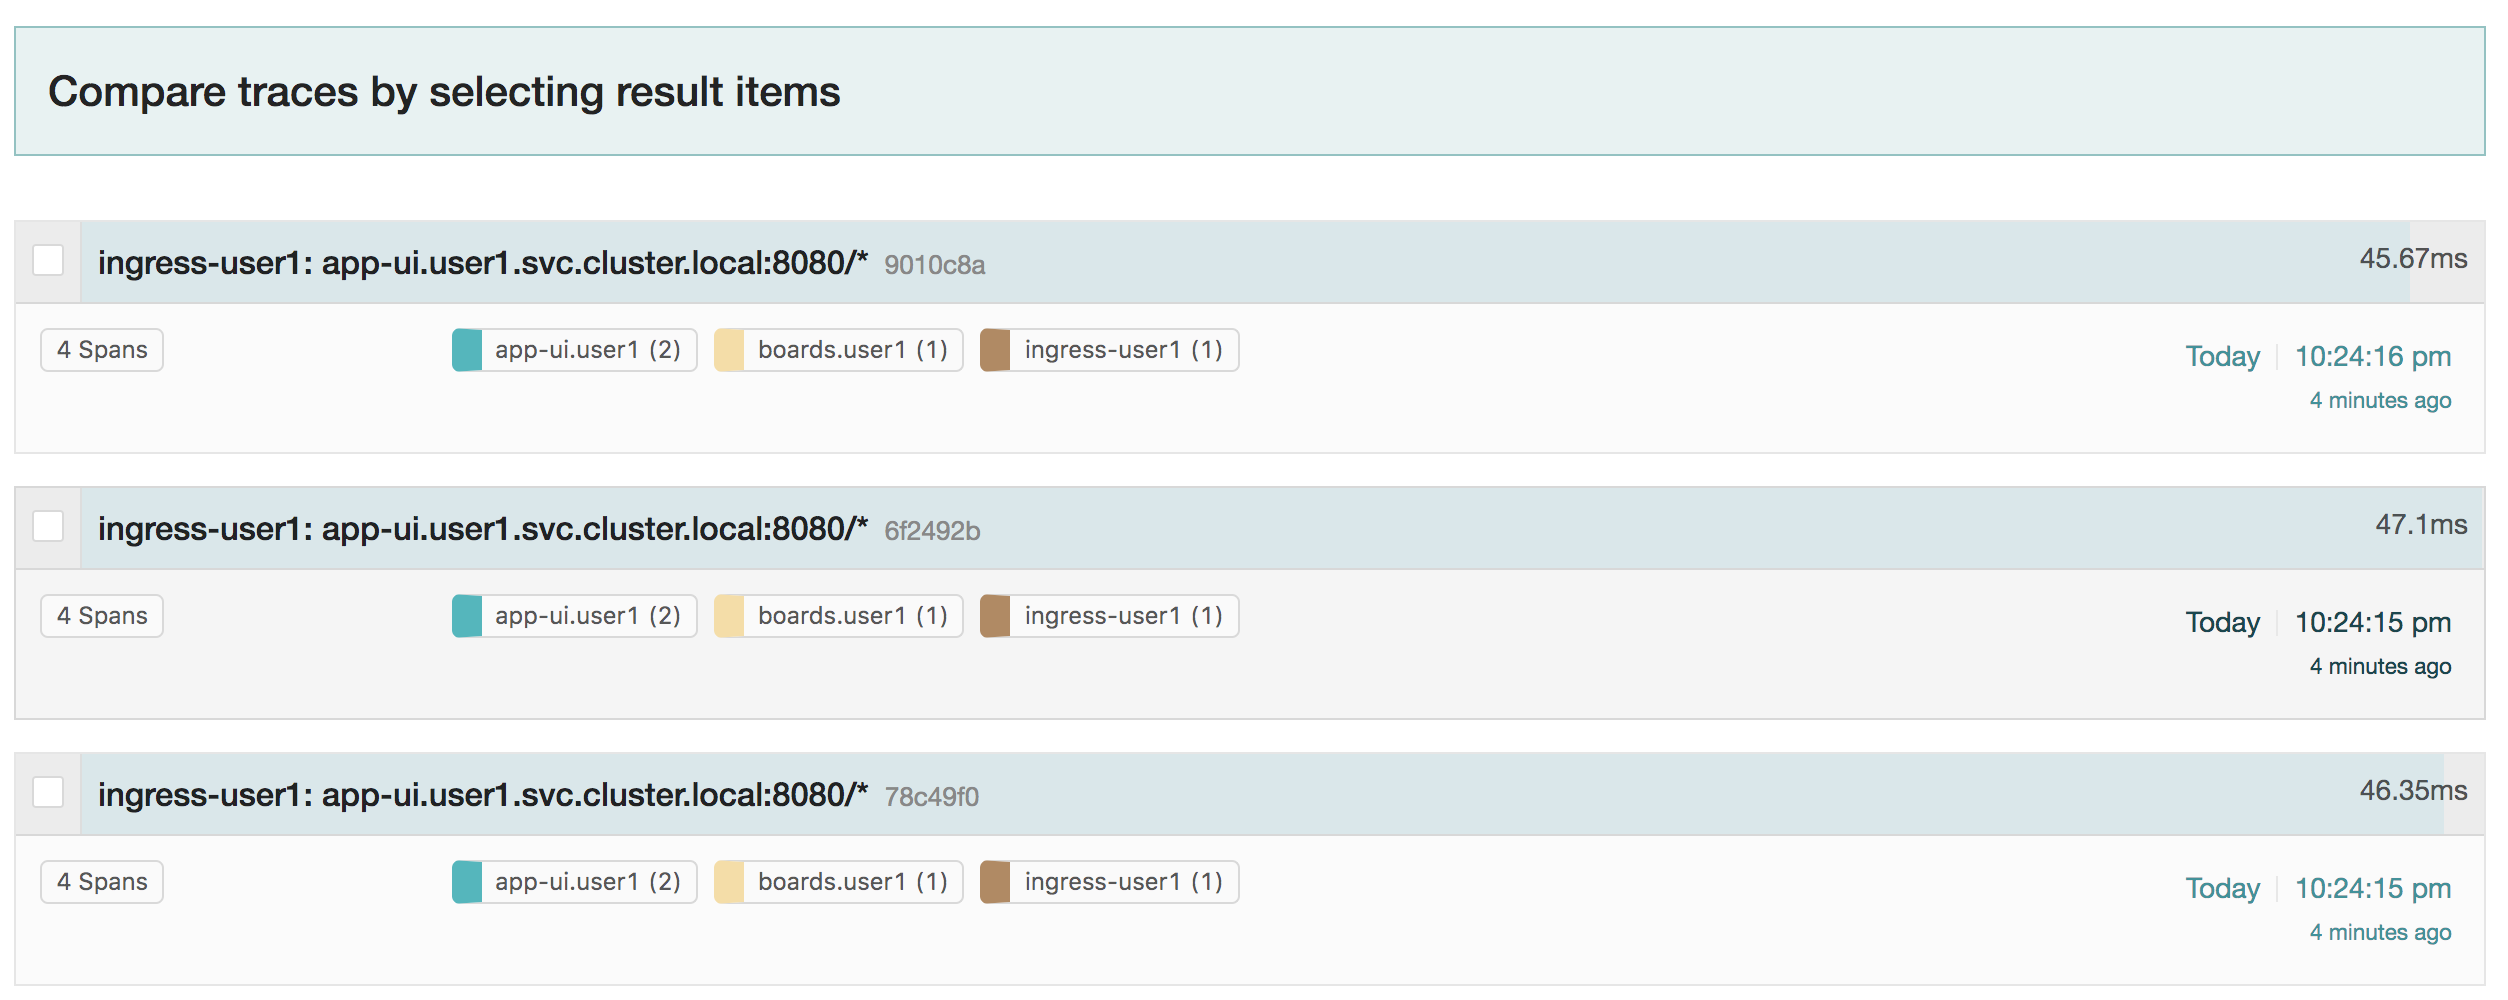 Compare traces by selecting result items
ingress-user1: app-ui.user1.svc.cluster.local:8080/* 9010c8a 45.67ms
4 Spans app-ui.user1 (2) boards.user1 (1) ingress-user1 (1) Today 10:24:16 pm
4 minutes ago
ingress-user1: app-ui.user1.svc.cluster.local:8080/* 6f2492b 47.1ms
4 Spans app-ui.user1 (2) boards.user1 (1) ingress-user1 (1) Today 10:24:15 pm
4 minutes ago
ingress-user1: app-ui.user1.svc.cluster.local:8080/* 78c49f0 46.35ms
4 Spans app-ui.user1 (2) boards.user1 (1) ingress-user1 (1) Today 10:24:15 pm
4 minutes ago